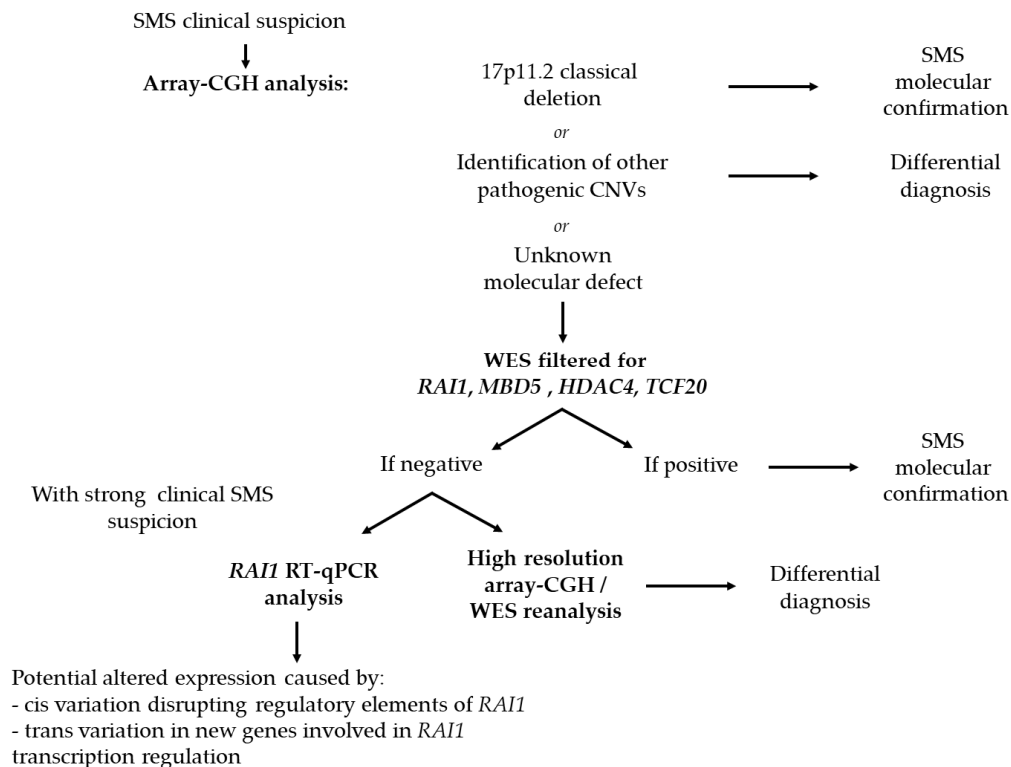 SMS clinical suspicion
Array-CGH analysis:
17p11.2 classical
deletion
SMS
molecular
confirmation
or
Identification of other
pathogenic CNVs
Differential
diagnosis
or
Unknown
molecular defect
WES filtered for
RAI1, MBD5 , HDAC4, TCF20
If negative
If positive
SMS
molecular
confirmation
With strong clinical SMS
suspicion
RAI1 RT-qPCR
analysis
High resolution
array-CGH /
WES reanalysis
Differential
diagnosis
Potential altered expression caused by:
- cis variation disrupting regulatory elements of RAI1
- trans variation in new genes involved in RAI1
transcription regulation